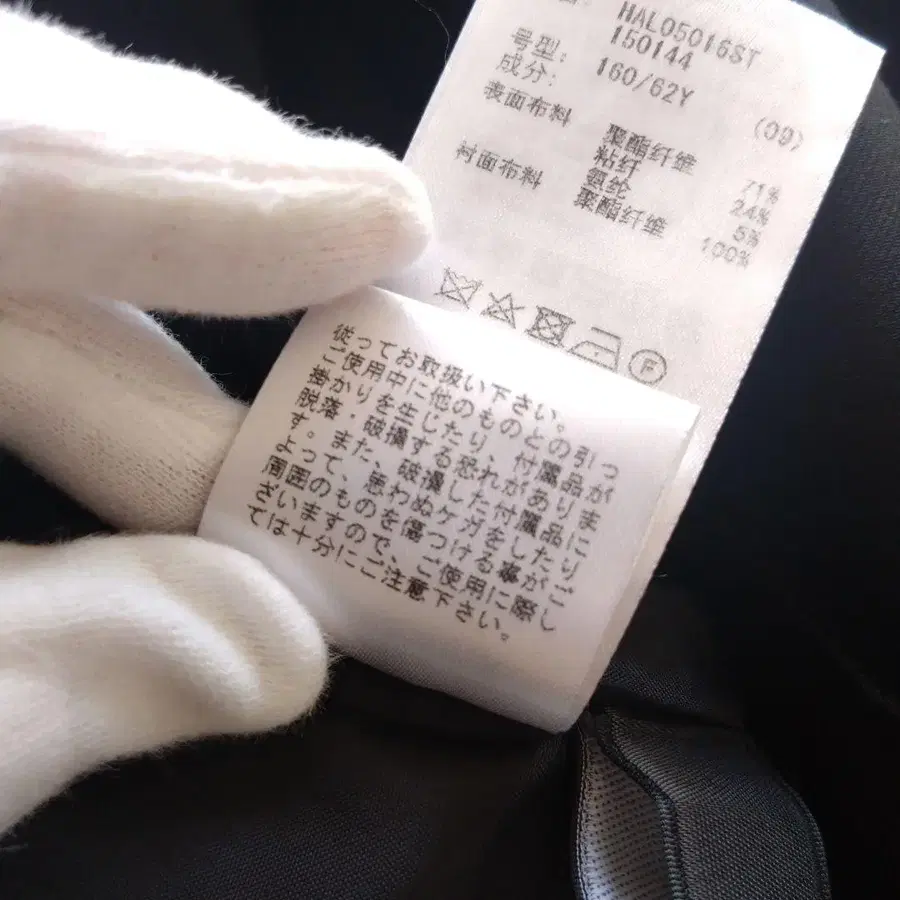 HAL05016ST
150144
号型: 160/62Y
成分: (09)
表面布料 聚酯纤维 71%
粘纤 24%
氨纶 5%
衬面布料 聚酯纤维 100%
F
従ってお取扱い下さい。
ご使用中に他のものとの引っ
掛かりを生じたり、付属品が
脱落・破損する恐れがありま
す。また、破損した付属品に
よって、思わぬケガをしたり
周囲のものを傷つける事がご
ざいますので、ご使用に際し
ては十分にご注意下さい。